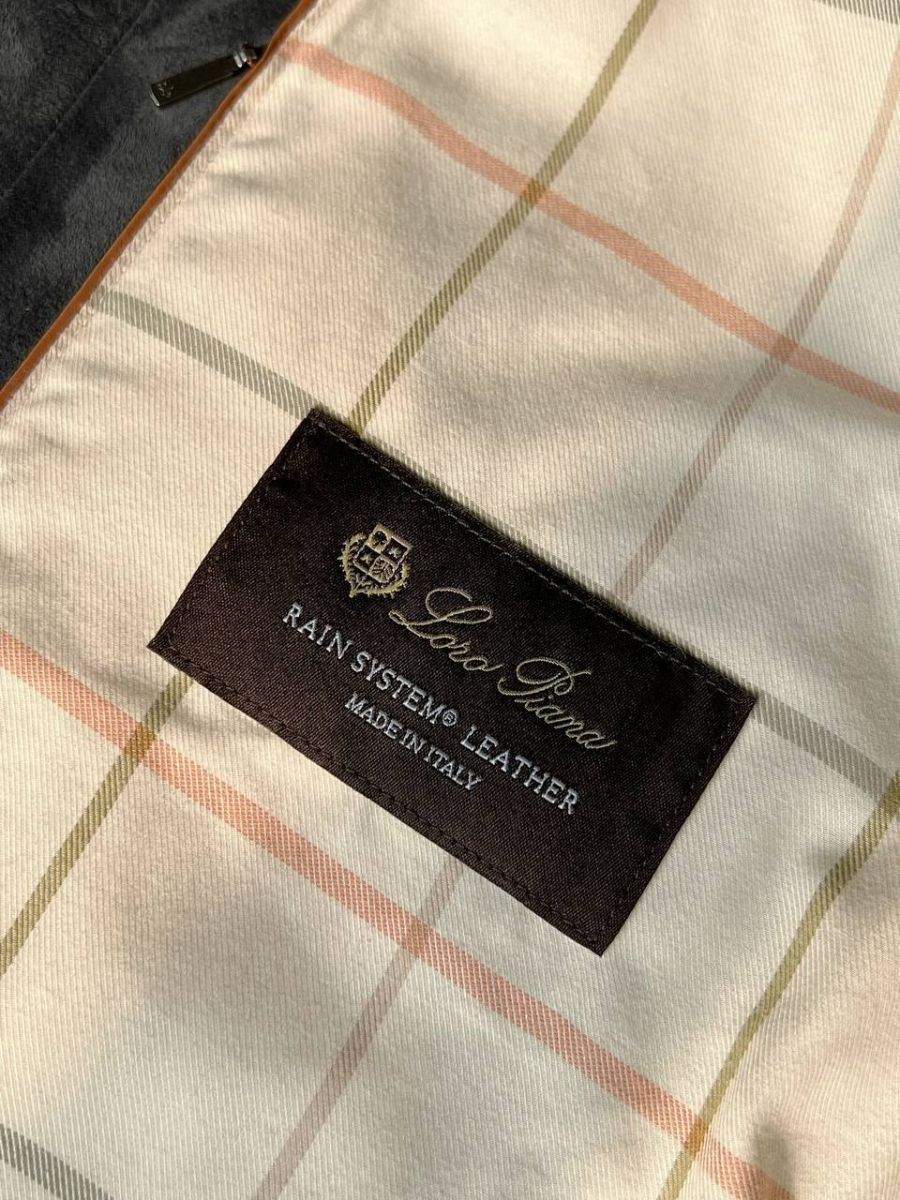 Loro Piana
RAIN SYSTEM® LEATHER
MADE IN ITALY